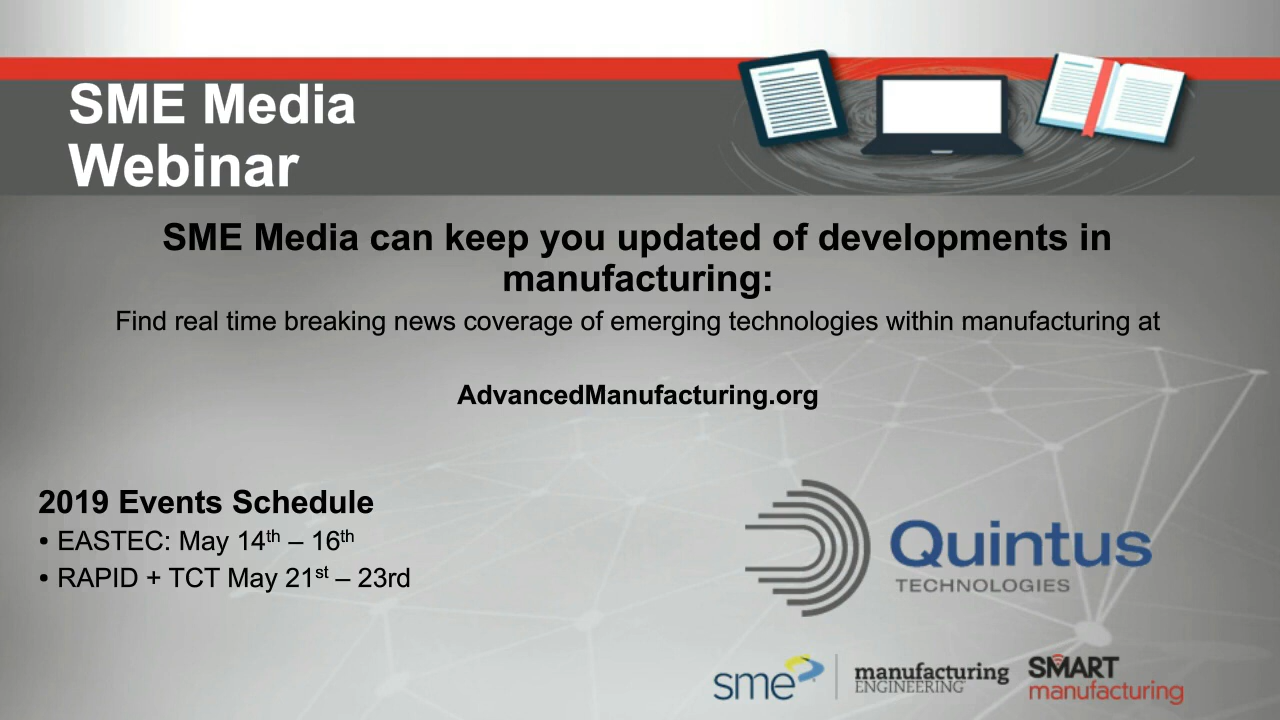 SME Media
Webinar
SME Media can keep you updated of developments in
manufacturing:
Find real time breaking news coverage of emerging technologies within manufacturing at
AdvancedManufacturing.org
2019 Events Schedule
• EASTEC: May 14th – 16th
• RAPID + TCT May 21st – 23rd
Quintus
TECHNOLOGIES
sme
manufacturing
ENGINEERING
SMART
manufacturing